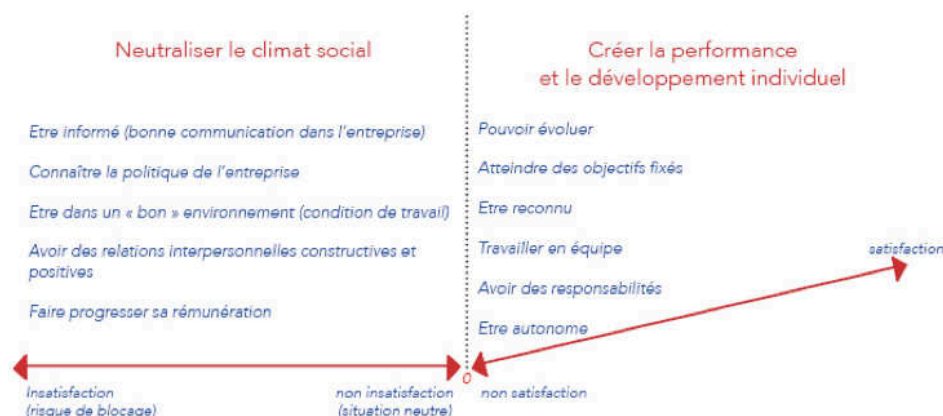 Neutraliser le climat social
Etre informé (bonne communication dans l'entreprise)
Connaître la politique de l'entreprise
Etre dans un « bon » environnement (condition de travail)
Avoir des relations interpersonnelles constructives et
positives
Faire progresser sa rémunération
Insatisfaction
(risque de blocage)
non insatisfaction
(situation neutre)
Créer la performance
et le développement individuel
Pouvoir évoluer
Atteindre des objectifs fixés
Etre reconnu
Travailler en équipe
Avoir des responsabilités
Etre autonome
satisfaction
0
non satisfaction